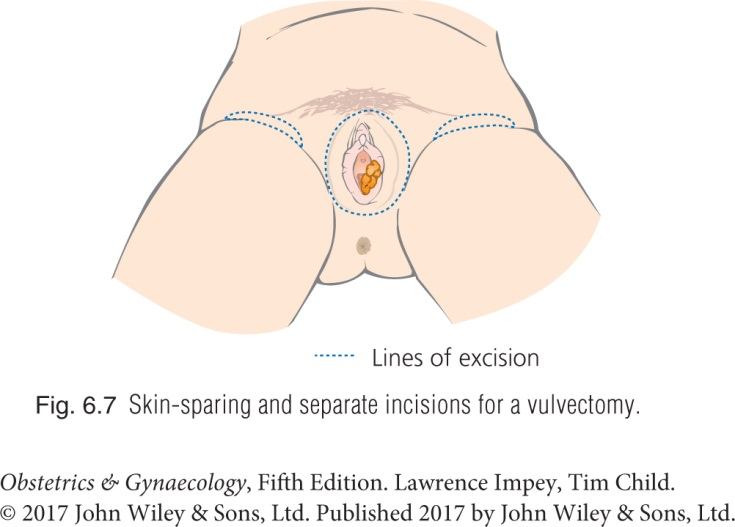 Lines of excision
Fig. 6.7 Skin-sparing and separate incisions for a vulvectomy.
Obstetrics & Gynaecology, Fifth Edition. Lawrence Impey, Tim Child.
© 2017 John Wiley & Sons, Ltd. Published 2017 by John Wiley & Sons, Ltd.